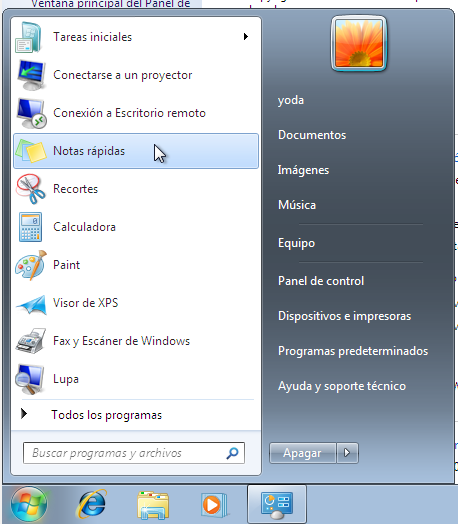 Ventana principal del Panel de
Tareas iniciales
Conectarse a un proyector
Conexión a Escritorio remoto
Notas rápidas
Recortes
Calculadora
Paint
Visor de XPS
Fax y Escáner de Windows
Lupa
Todos los programas
Buscar programas y archivos
yoda
Documentos
Imágenes
Música
Equipo
Panel de control
Dispositivos e impresoras
Programas predeterminados
Ayuda y soporte técnico
Apagar